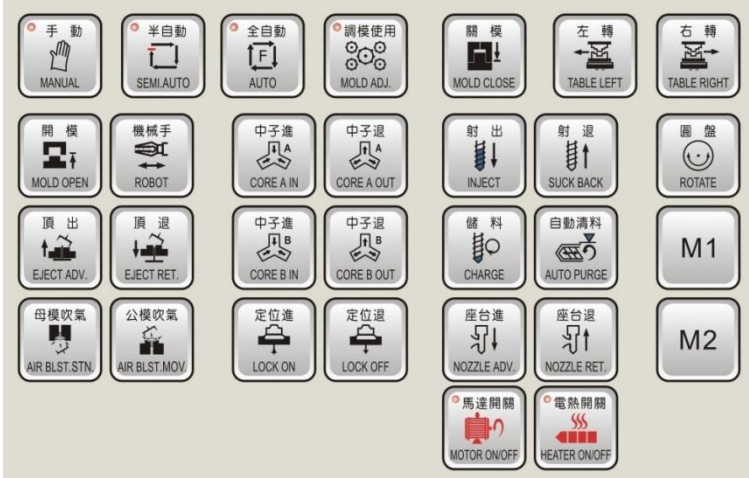 手 動
MANUAL
半自動
SEMI.AUTO
全自動
F
AUTO
調模使用
MOLD ADJ.
關 模
MOLD CLOSE
左 轉
TABLE LEFT
右 轉
TABLE RIGHT
開 模
MOLD OPEN
機械手
ROBOT
中子進
A
CORE A IN
中子退
A
CORE A OUT
射 出
INJECT
射 退
SUCK BACK
圓 盤
ROTATE
頂 出
EJECT ADV.
頂 退
EJECT RET.
中子進
B
CORE B IN
中子退
B
CORE B OUT
儲 料
CHARGE
自動清料
AUTO PURGE
M1
母模吹氣
AIR BLST.STN.
公模吹氣
AIR BLST.MOV.
定位進
LOCK ON
定位退
LOCK OFF
座台進
NOZZLE ADV.
座台退
NOZZLE RET.
M2
馬達開關
MOTOR ON/OFF
電熱開關
HEATER ON/OFF